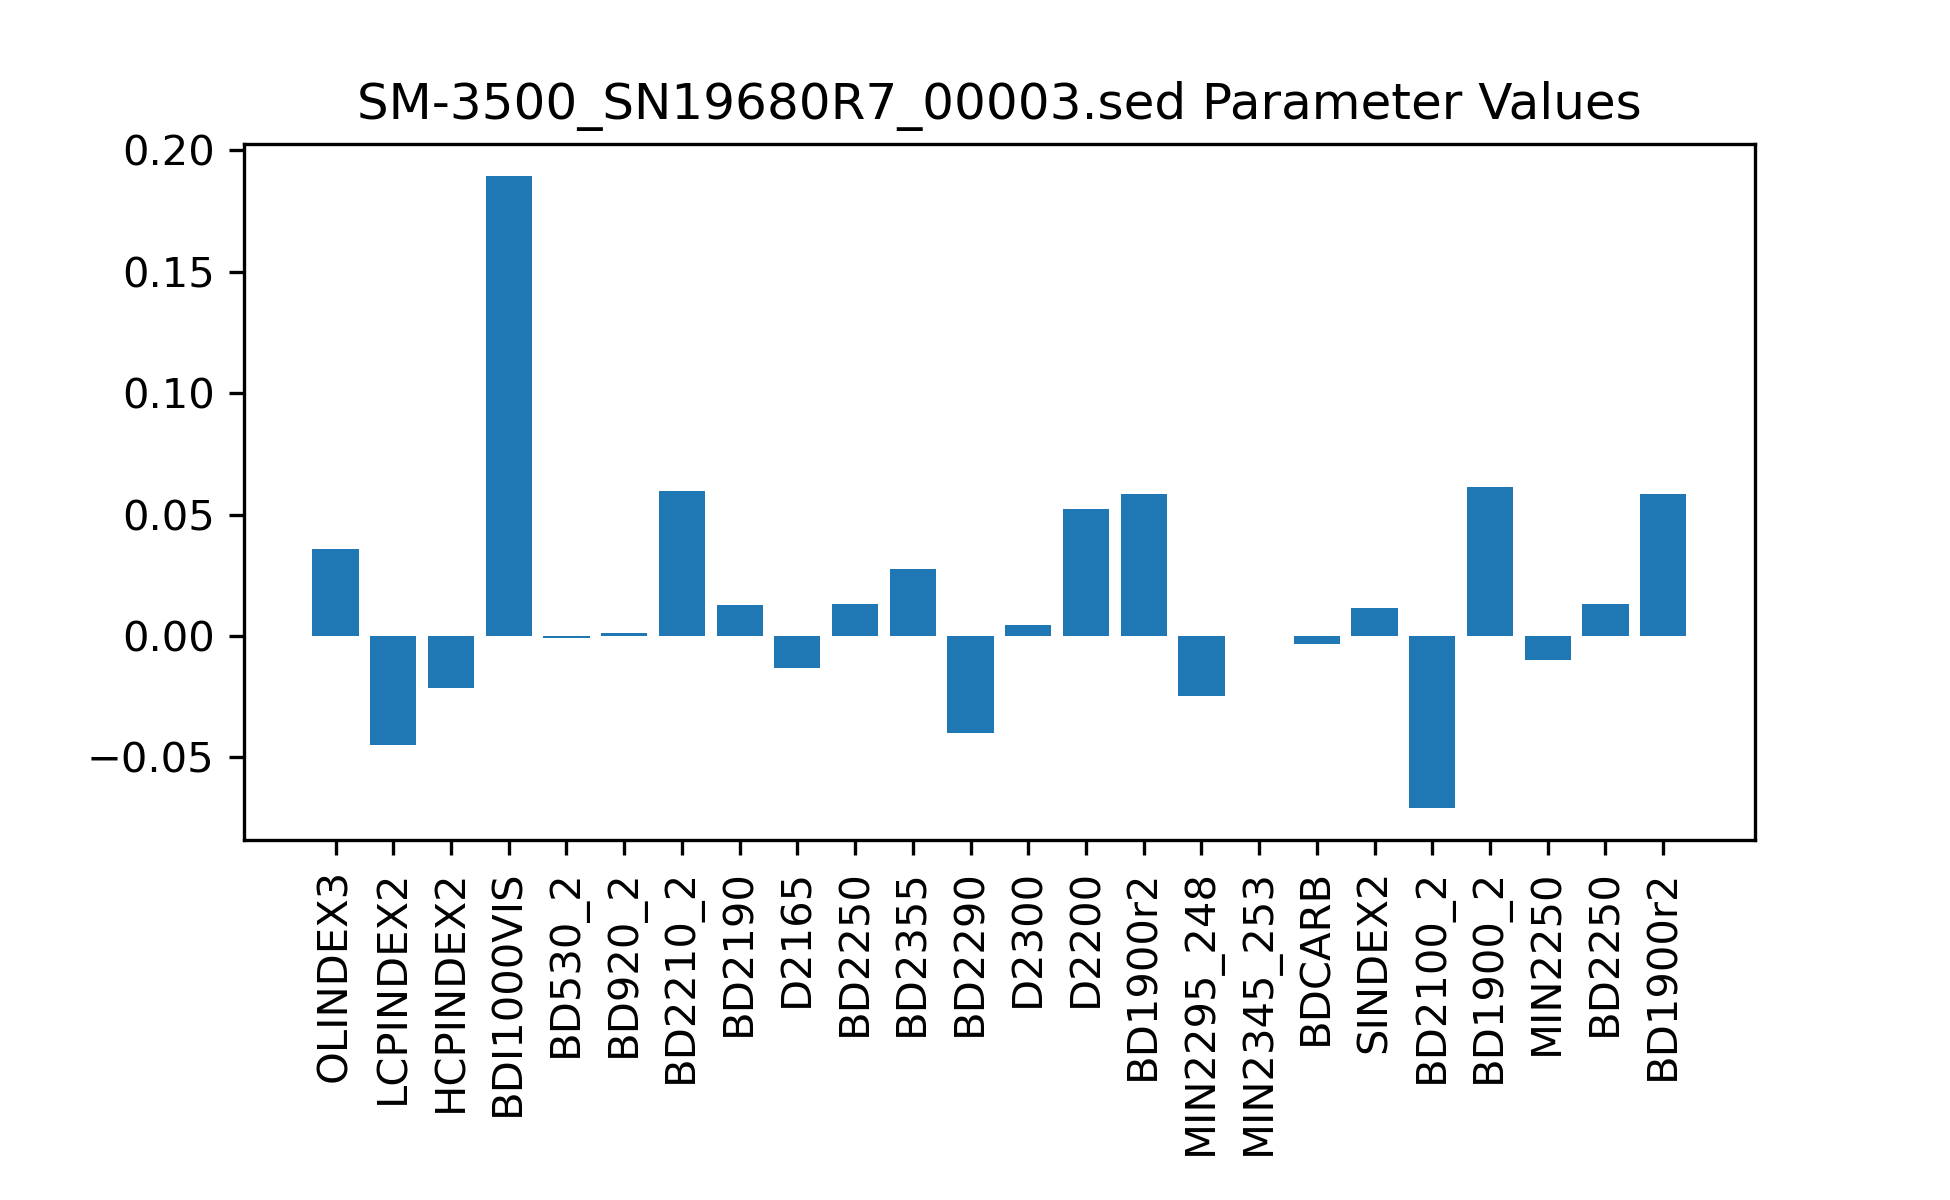 SM-3500_SN19680R7_00003.sed Parameter Values
0.20
0.15
0.10
0.05
0.00
−0.05
OLINDEX3
LCPINDEX2
HCPINDEX2
BDI1000VIS
BD530_2
BD920_2
BD2210_2
BD2190
D2165
BD2250
BD2355
BD2290
D2300
D2200
BD1900r2
MIN2295_248
MIN2345_253
BDCARB
SINDEX2
BD2100_2
BD1900_2
MIN2250
BD2250
BD1900r2